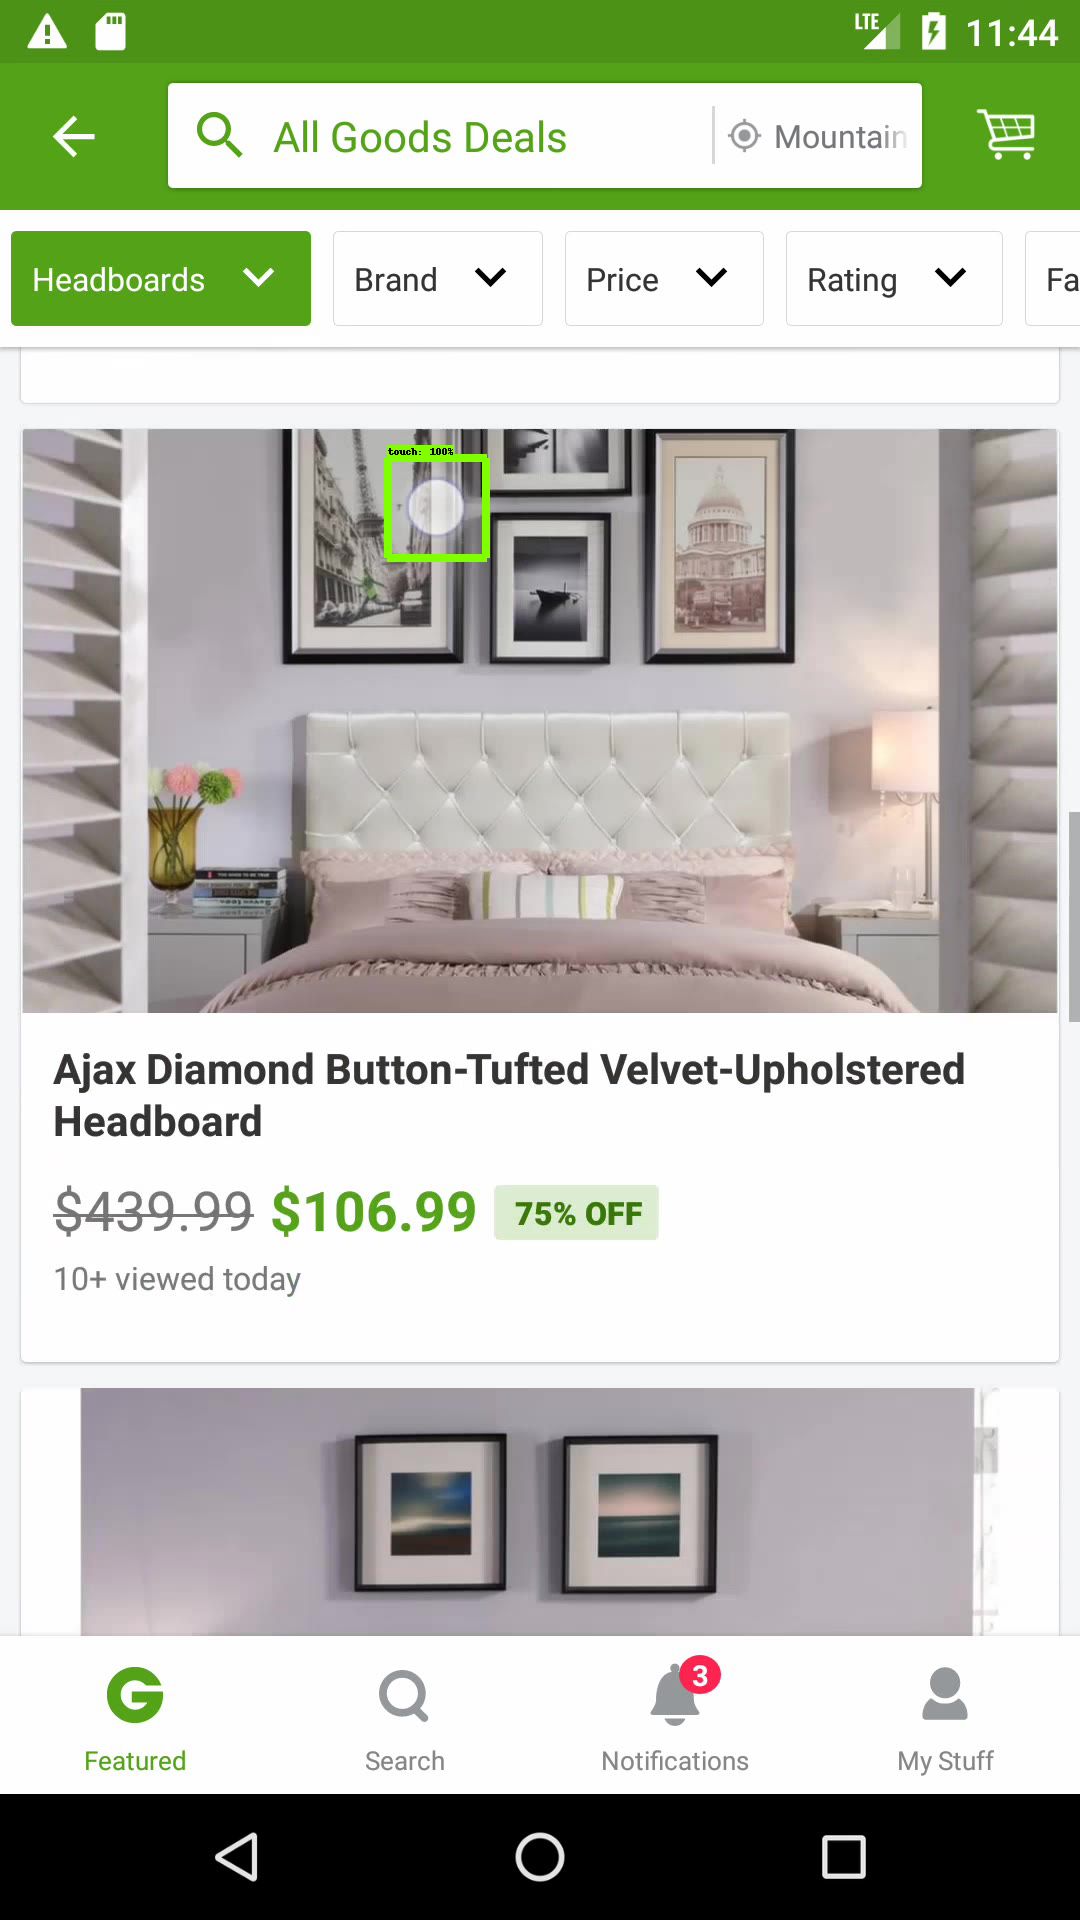 LTE 11:44
All Goods Deals Mountain
Headboards Brand Price Rating Fa
touch: 100%
Ajax Diamond Button-Tufted Velvet-Upholstered
Headboard
$439.99 $106.99 75% OFF
10+ viewed today
G 3
Featured Search Notifications My Stuff